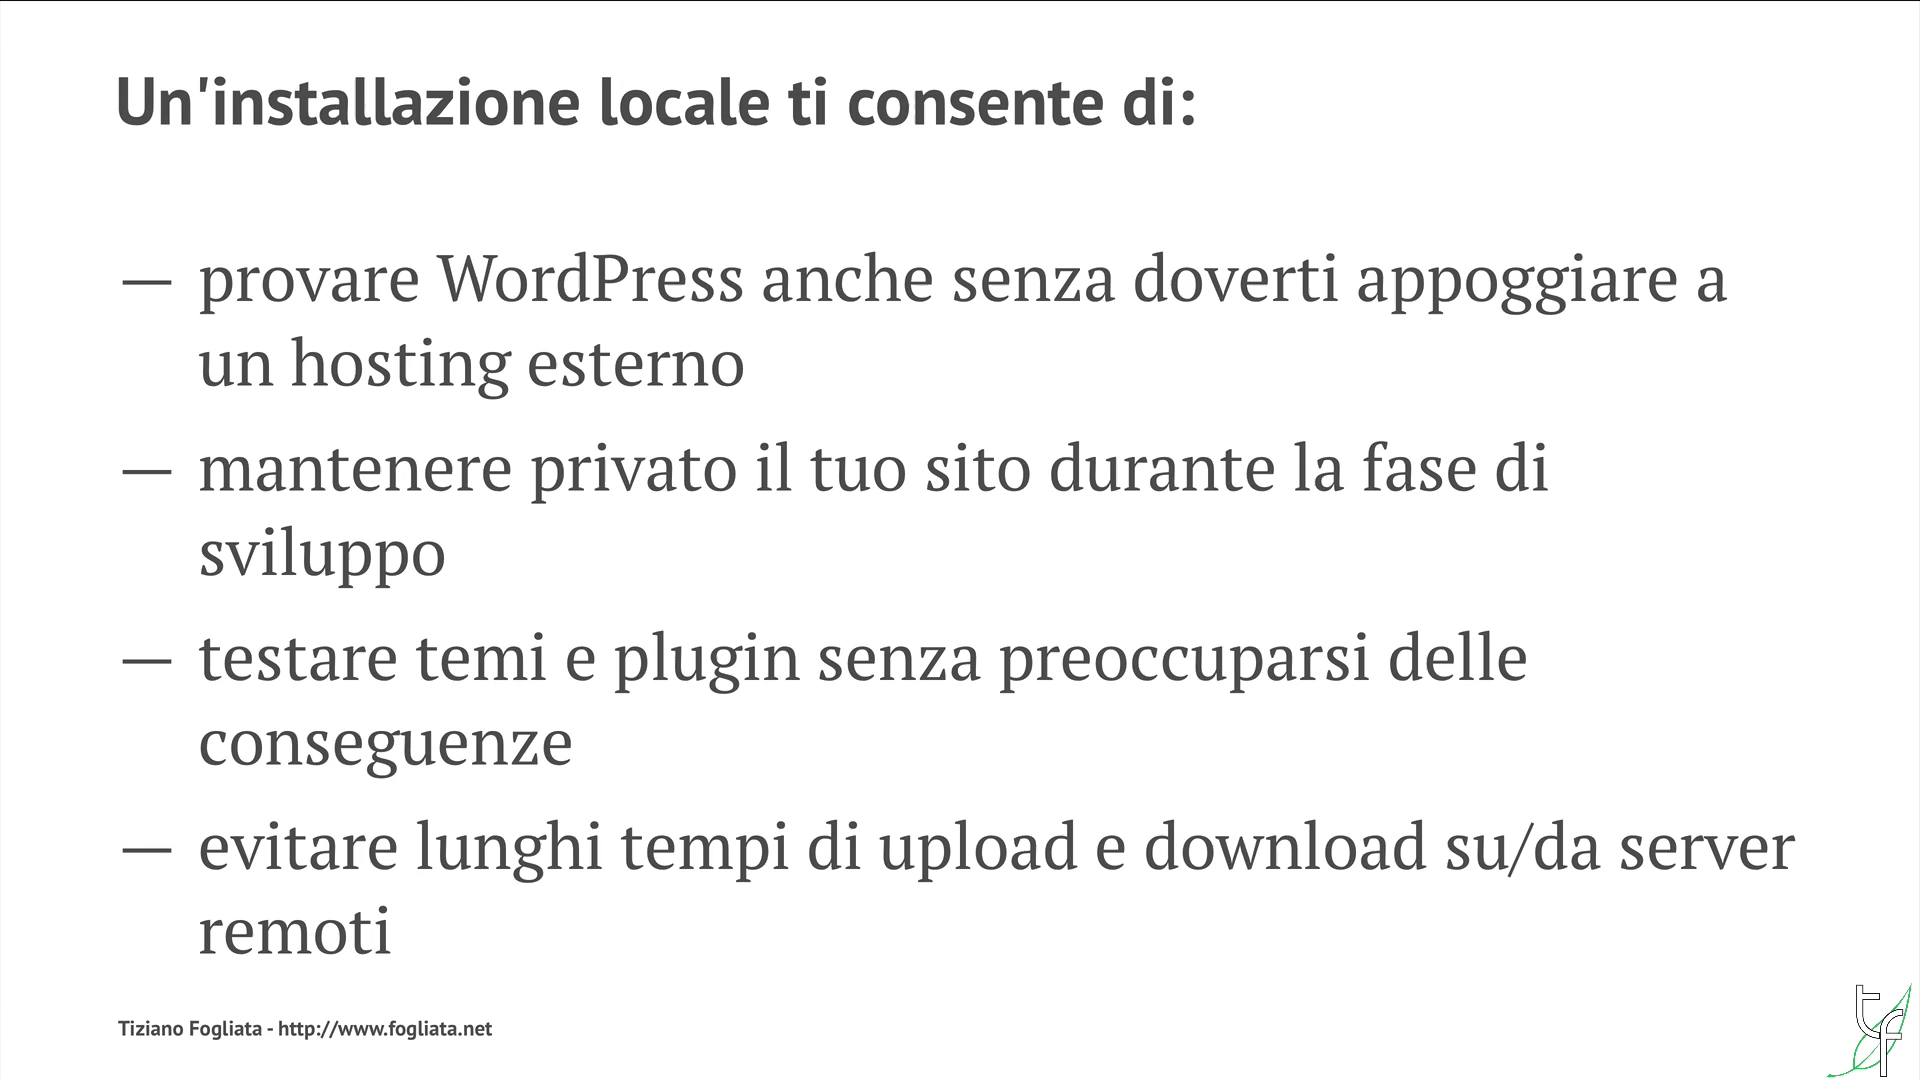 Un'installazione locale ti consente di:
— provare WordPress anche senza doverti appoggiare a
un hosting esterno
— mantenere privato il tuo sito durante la fase di
sviluppo
— testare temi e plugin senza preoccuparsi delle
conseguenze
— evitare lunghi tempi di upload e download su/da server
remoti
Tiziano Fogliata - http://www.fogliata.net
tf